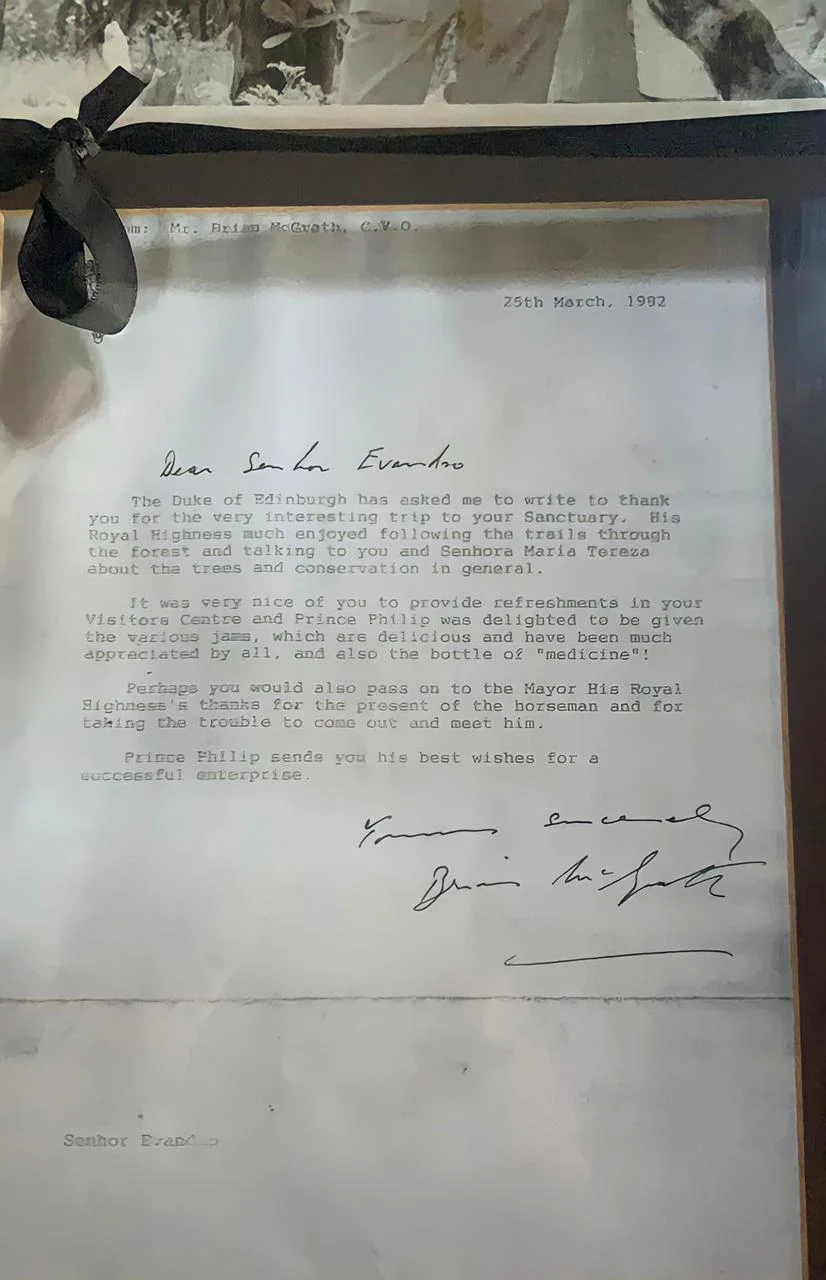 Mr. Brian McGrath, C.V.O.
25th March, 1982
Dear Senhor Evandro
The Duke of Edinburgh has asked me to write to thank
you for the very interesting trip to your Sanctuary. His
Royal Highness much enjoyed following the trails through
the forest and talking to you and Senhora Maria Tereza
about the trees and conservation in general.
It was very nice of you to provide refreshments in your
Visitors Centre and Prince Philip was delighted to be given
the various jams, which are delicious and have been much
appreciated by all, and also the bottle of "medicine"!
Perhaps you would also pass on to the Mayor His Royal
Highness's thanks for the present of the horseman and for
taking the trouble to come out and meet him.
Prince Philip sends you his best wishes for a
successful enterprise.
Yours sincerely
Brian McGrath
Senhor Evandro